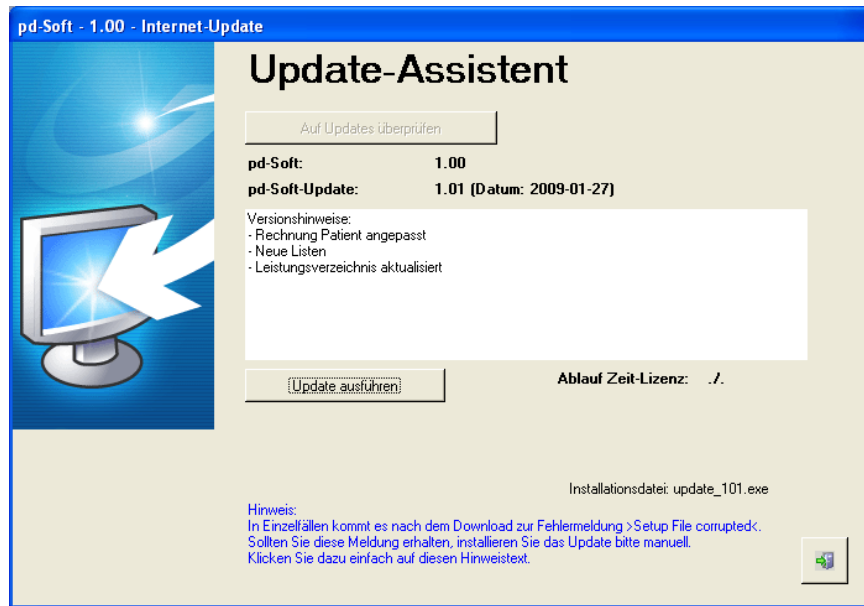 pd-Soft - 1.00 - Internet-Update
Update-Assistent
Auf Updates überprüfen
pd-Soft: 1.00
pd-Soft-Update: 1.01 (Datum: 2009-01-27)
Versionshinweise:
- Rechnung Patient angepasst
- Neue Listen
- Leistungsverzeichnis aktualisiert
Update ausführen
Ablauf Zeit-Lizenz: ./.
Installationsdatei: update_101.exe
Hinweis:
In Einzelfällen kommt es nach dem Download zur Fehlermeldung >Setup File corrupted<.
Sollten Sie diese Meldung erhalten, installieren Sie das Update bitte manuell.
Klicken Sie dazu einfach auf diesen Hinweistext.